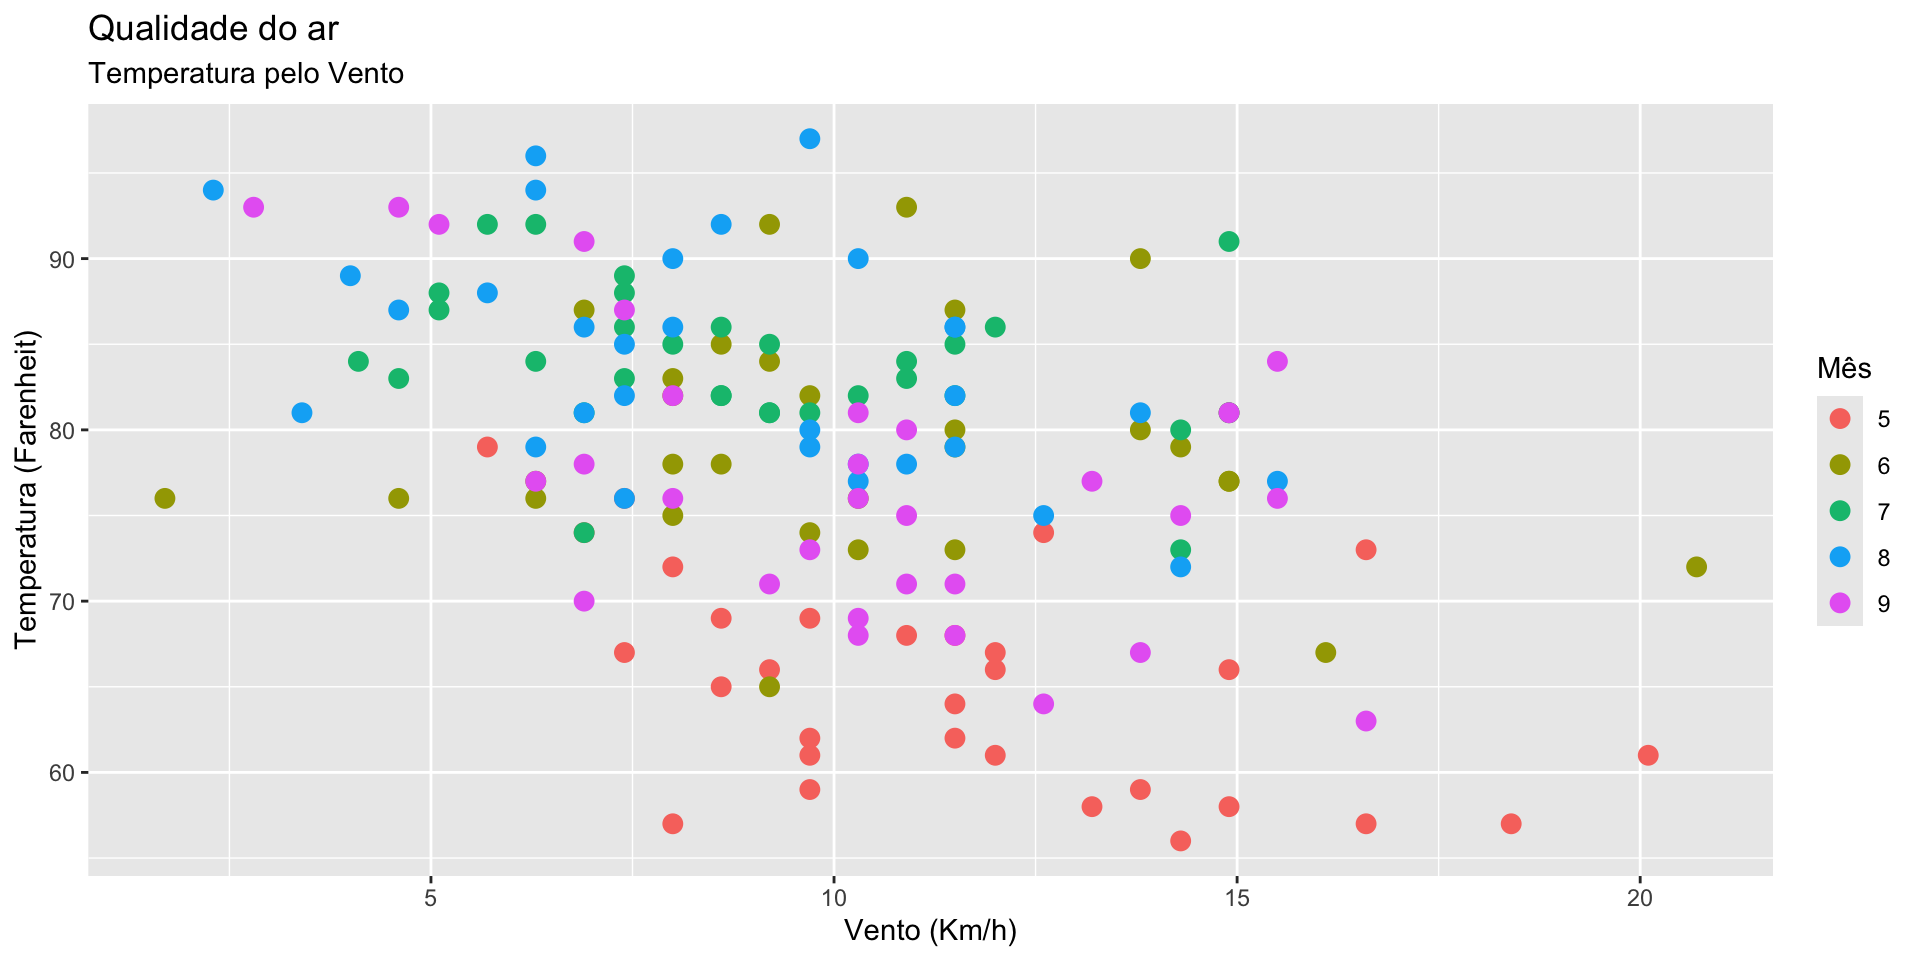 Qualidade do ar
Temperatura pelo Vento
Temperatura (Farenheit)
90
80
70
60
5
10
15
20
Vento (Km/h)
Mês
5
6
7
8
9